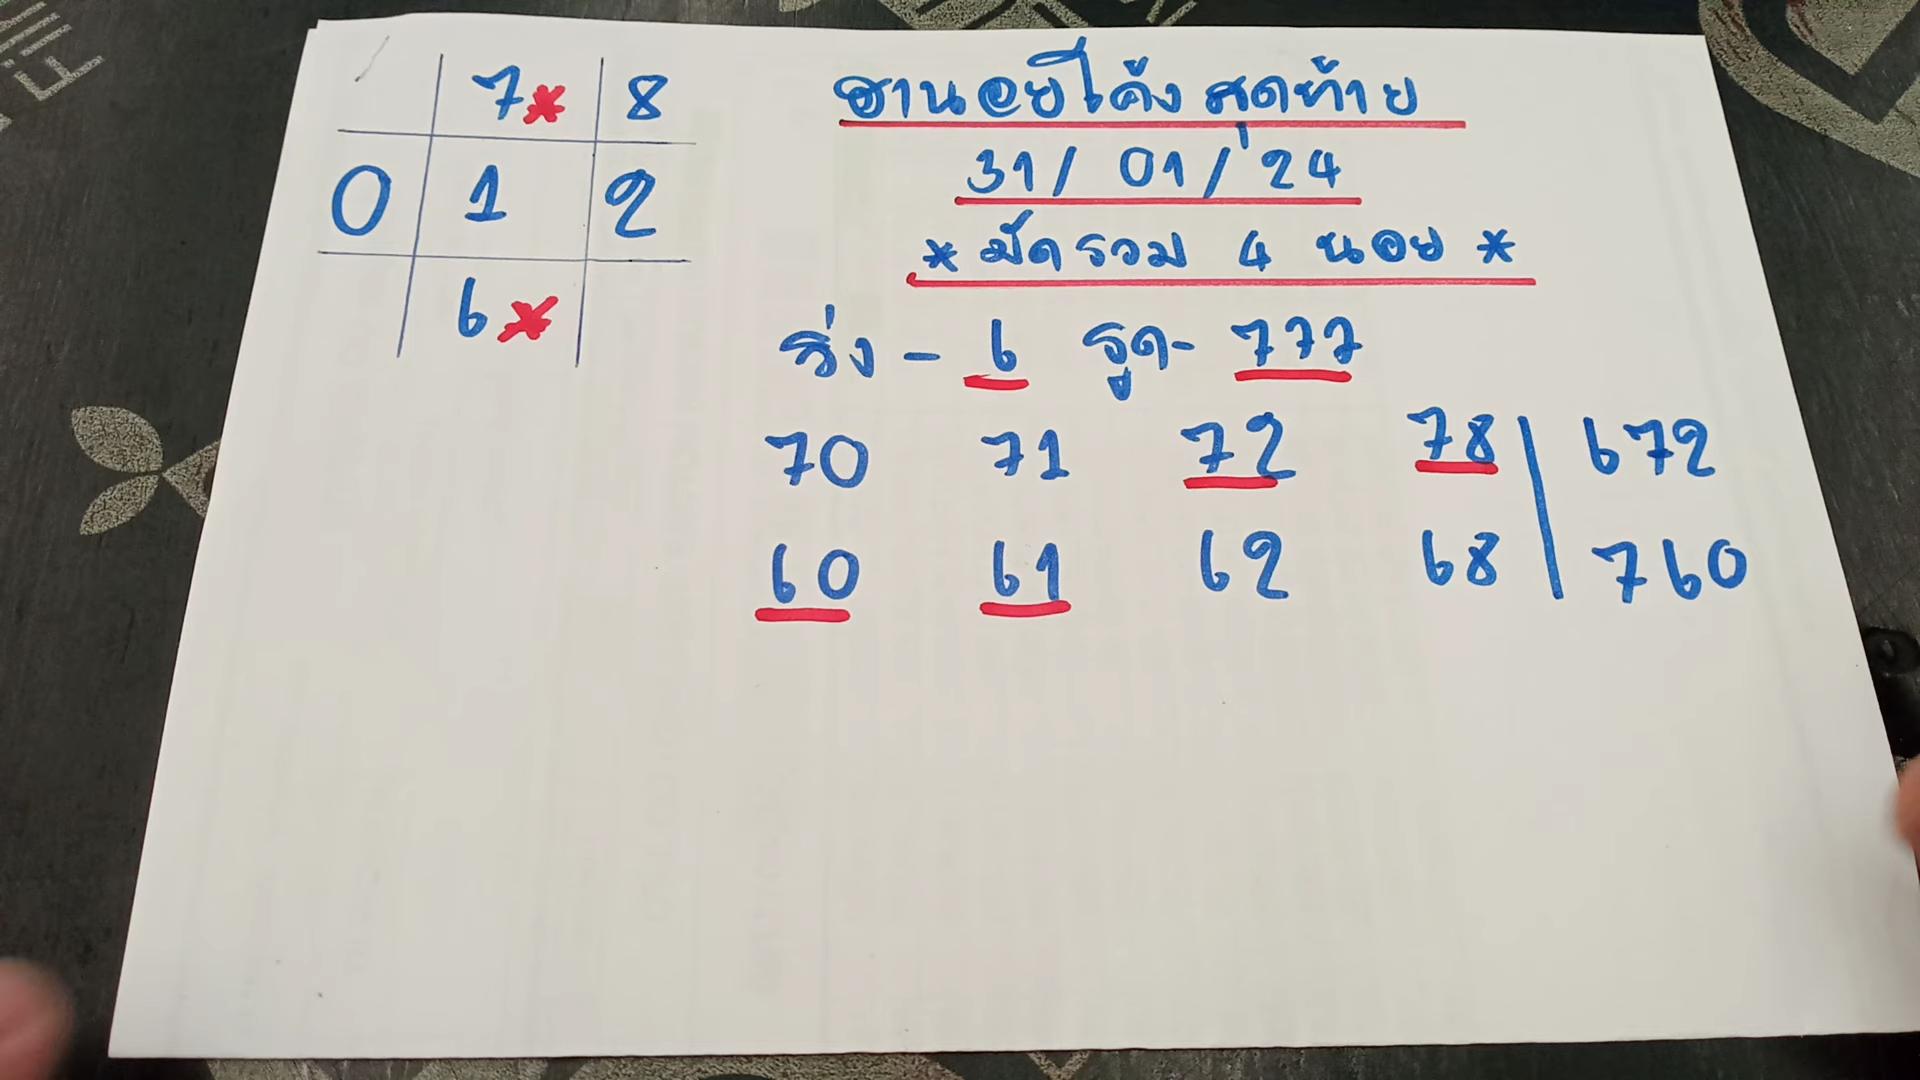 7* 8
0 1 2
6*
ฮานอยโค้งสุดท้าย
31/ 01/ 24
* มัดรวม 4 นอย *
วิ่ง - 6 รูด- 777
70 71 72 78 | 672
60 61 62 68 | 760